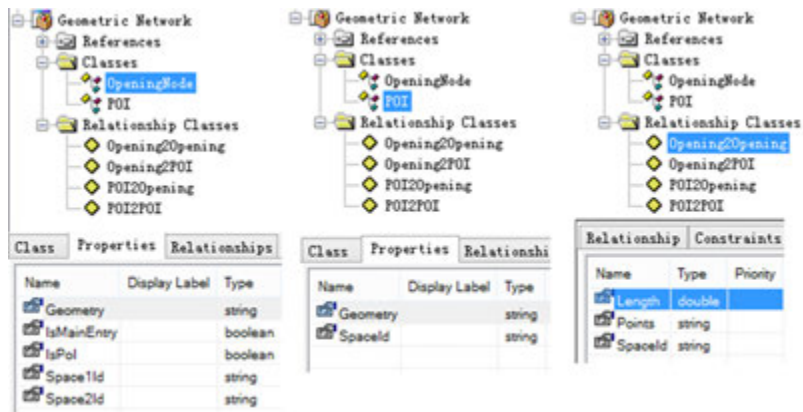 Geometric Network
References
Classes
OpeningNode
POI
Relationship Classes
Opening2Opening
Opening2POI
POI2Opening
POI2POI
Class Properties Relationships
Name Display Label Type
Geometry string
IsMainEntry boolean
IsPoI boolean
Space1Id string
Space2Id string
Geometric Network
References
Classes
OpeningNode
POI
Relationship Classes
Opening2Opening
Opening2POI
POI2Opening
POI2POI
Class Properties Relationshi
Name Display Label Type
Geometry string
SpaceId string
Geometric Network
References
Classes
OpeningNode
POI
Relationship Classes
Opening2Opening
Opening2POI
POI2Opening
POI2POI
Relationship Constraints
Name Type Priority
Length double
Points string
SpaceId string